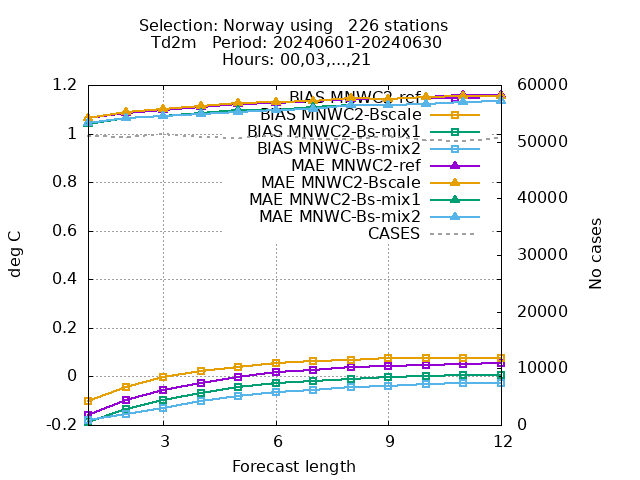 Selection: Norway using   226 stations
Td2m   Period: 20240601-20240630
Hours: 00,03,...,21
1.2
1
0.8
0.6
0.4
0.2
0
-0.2
deg C
60000
50000
40000
30000
20000
10000
0
No cases
BIAS MNWC2-ref
BIAS MNWC2-Bscale
BIAS MNWC2-Bs-mix1
BIAS MNWC-Bs-mix2
MAE MNWC2-ref
MAE MNWC2-Bscale
MAE MNWC2-Bs-mix1
MAE MNWC-Bs-mix2
CASES
3 6 9 12
Forecast length